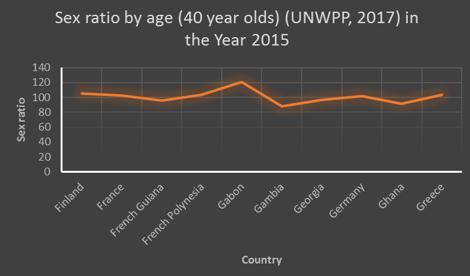 Sex ratio by age (40 year olds) (UNWPP, 2017) in
the Year 2015
140
120
100
80
60
40
20
0
Sex ratio
Finland
France
French Guiana
French Polynesia
Gabon
Gambia
Georgia
Germany
Ghana
Greece
Country